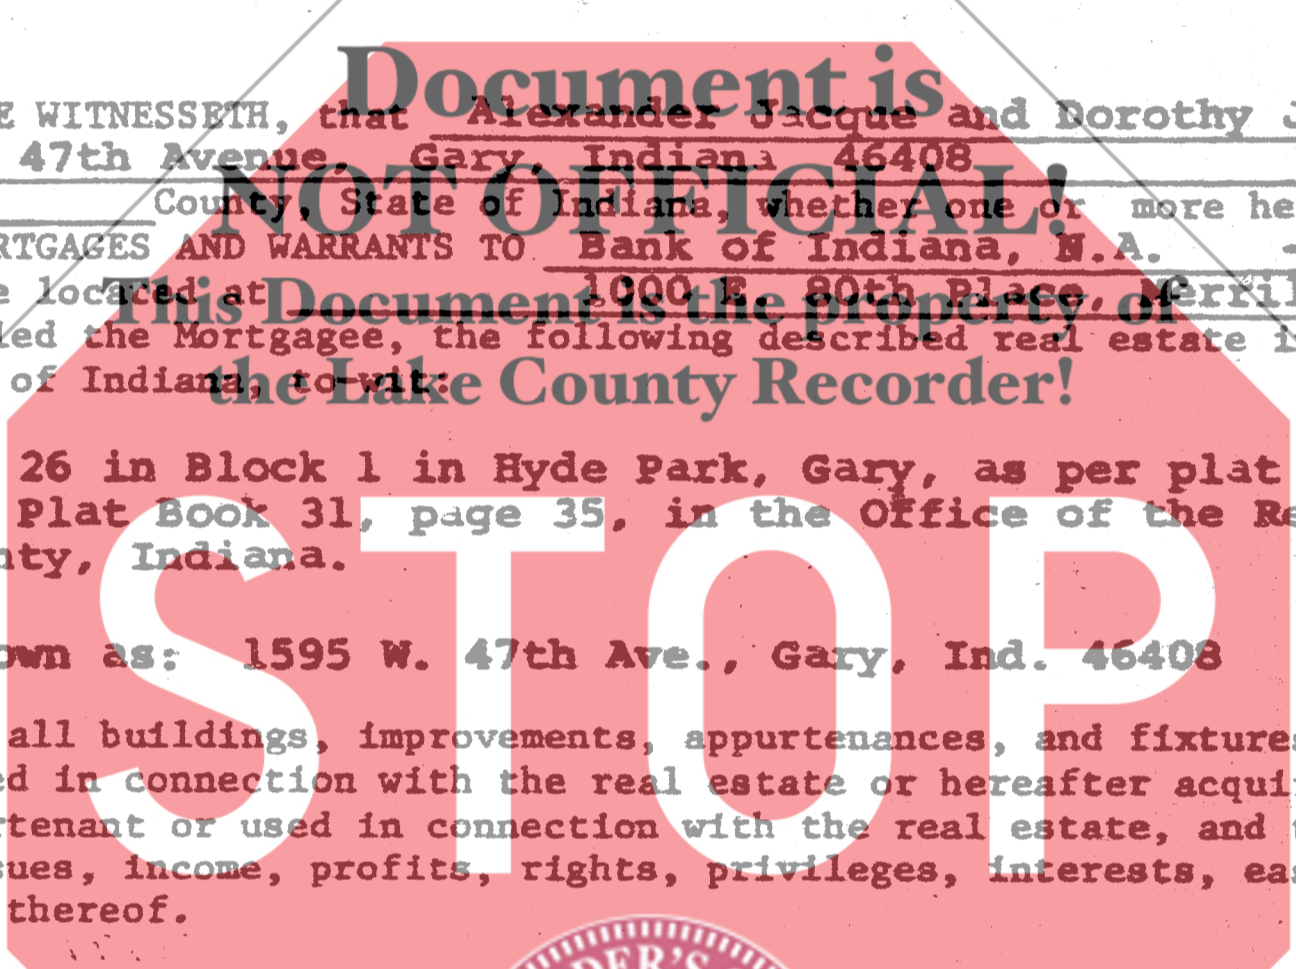 Document is
NOT OFFICIAL!
This Document is the property of
the Lake County Recorder!
STOP
E WITNESSETH, that Alexander Jacque and Dorothy J
47th Avenue, Gary, Indiana 46408
County, State of Indiana, whether one or more he
RTGAGES AND WARRANTS TO Bank of Indiana, N.A. -
e located at 1000 E. 80th Place, Merril
led the Mortgagee, the following described real estate i
of Indiana, to-wit:
26 in Block 1 in Hyde Park, Gary, as per plat
Plat Book 31, page 35, in the Office of the Re
nty, Indiana.
own as: 1595 W. 47th Ave., Gary, Ind. 46408
all buildings, improvements, appurtenances, and fixtures
ed in connection with the real estate or hereafter acqui
rtenant or used in connection with the real estate, and t
sues, income, profits, rights, privileges, interests, eas
thereof.
DER'S